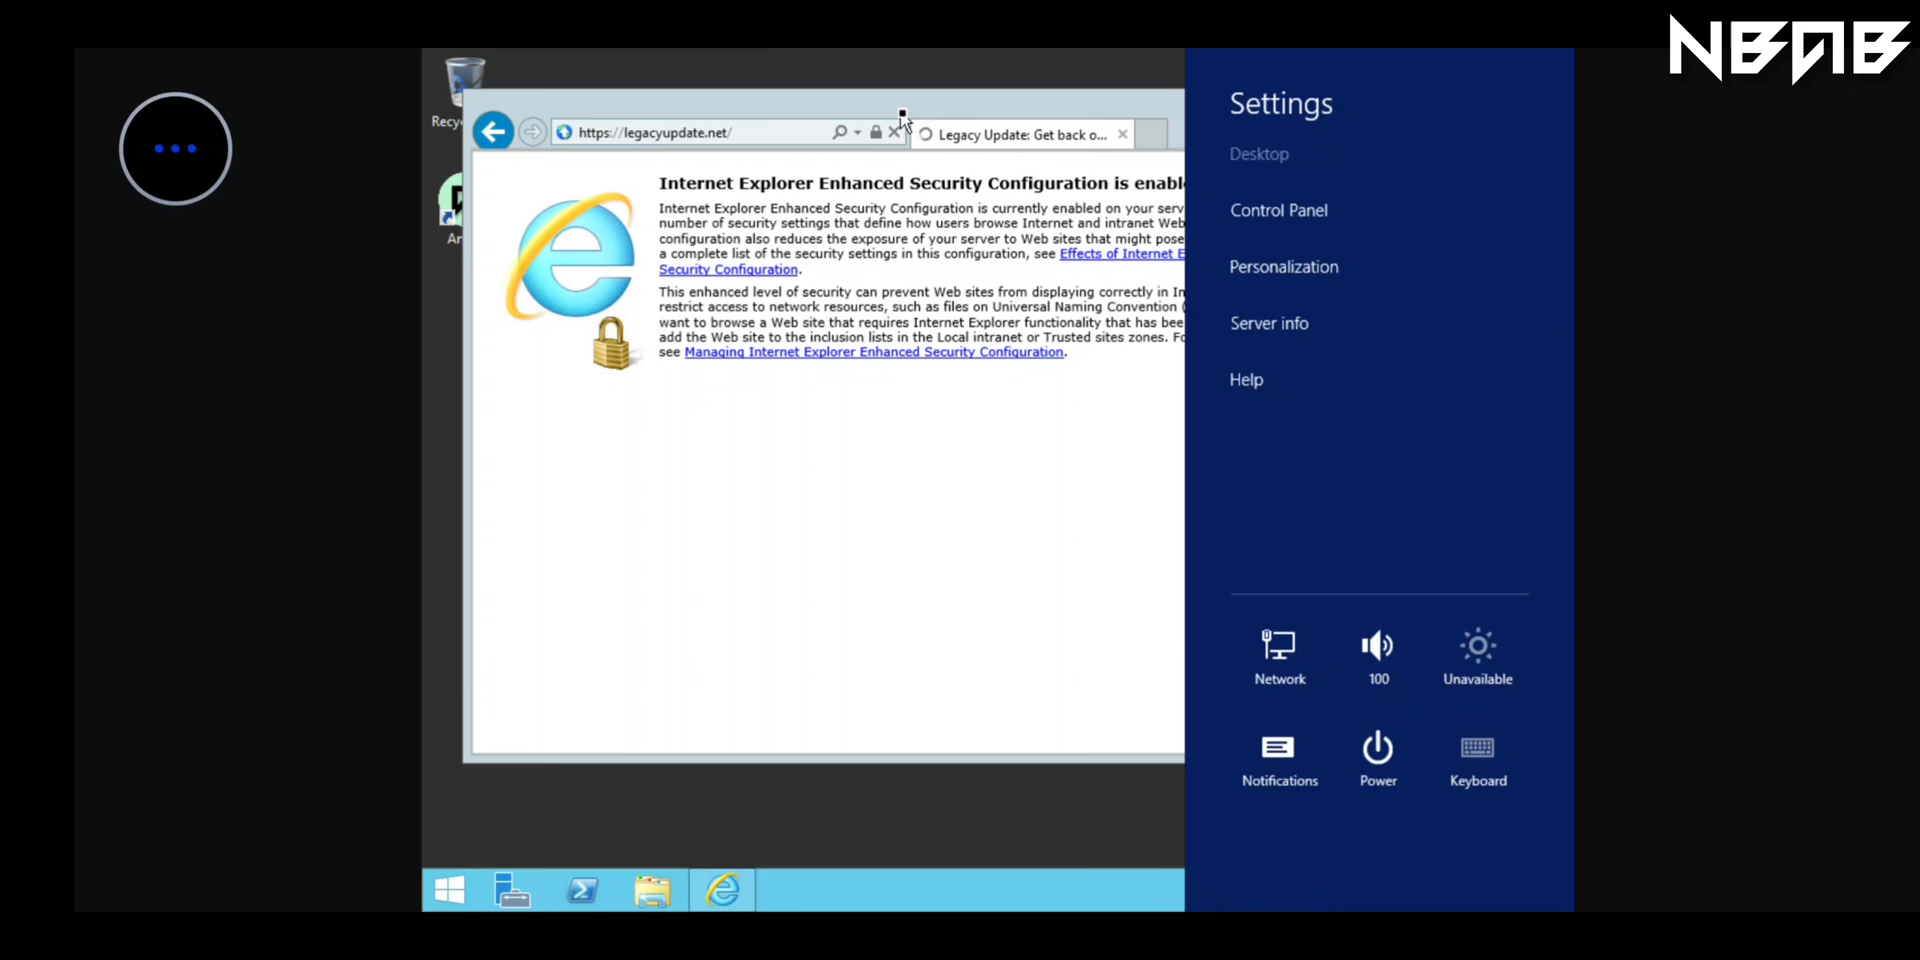 NBAB
Recy
https://legacyupdate.net/
Legacy Update: Get back o...
Internet Explorer Enhanced Security Configuration is enabl
Internet Explorer Enhanced Security Configuration is currently enabled on your serv
number of security settings that define how users browse Internet and intranet Web
configuration also reduces the exposure of your server to Web sites that might pose
a complete list of the security settings in this configuration, see Effects of Internet E
Security Configuration.
This enhanced level of security can prevent Web sites from displaying correctly in In
restrict access to network resources, such as files on Universal Naming Convention (
want to browse a Web site that requires Internet Explorer functionality that has bee
add the Web site to the inclusion lists in the Local intranet or Trusted sites zones. Fo
see Managing Internet Explorer Enhanced Security Configuration.
An
Settings
Desktop
Control Panel
Personalization
Server info
Help
Network
100
Unavailable
Notifications
Power
Keyboard